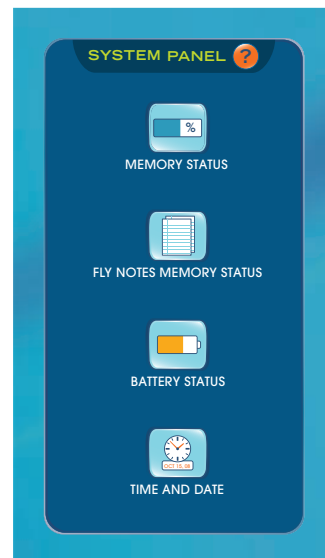 SYSTEM PANEL ?
%
MEMORY STATUS
FLY NOTES MEMORY STATUS
BATTERY STATUS
OCT 15, 08
TIME AND DATE